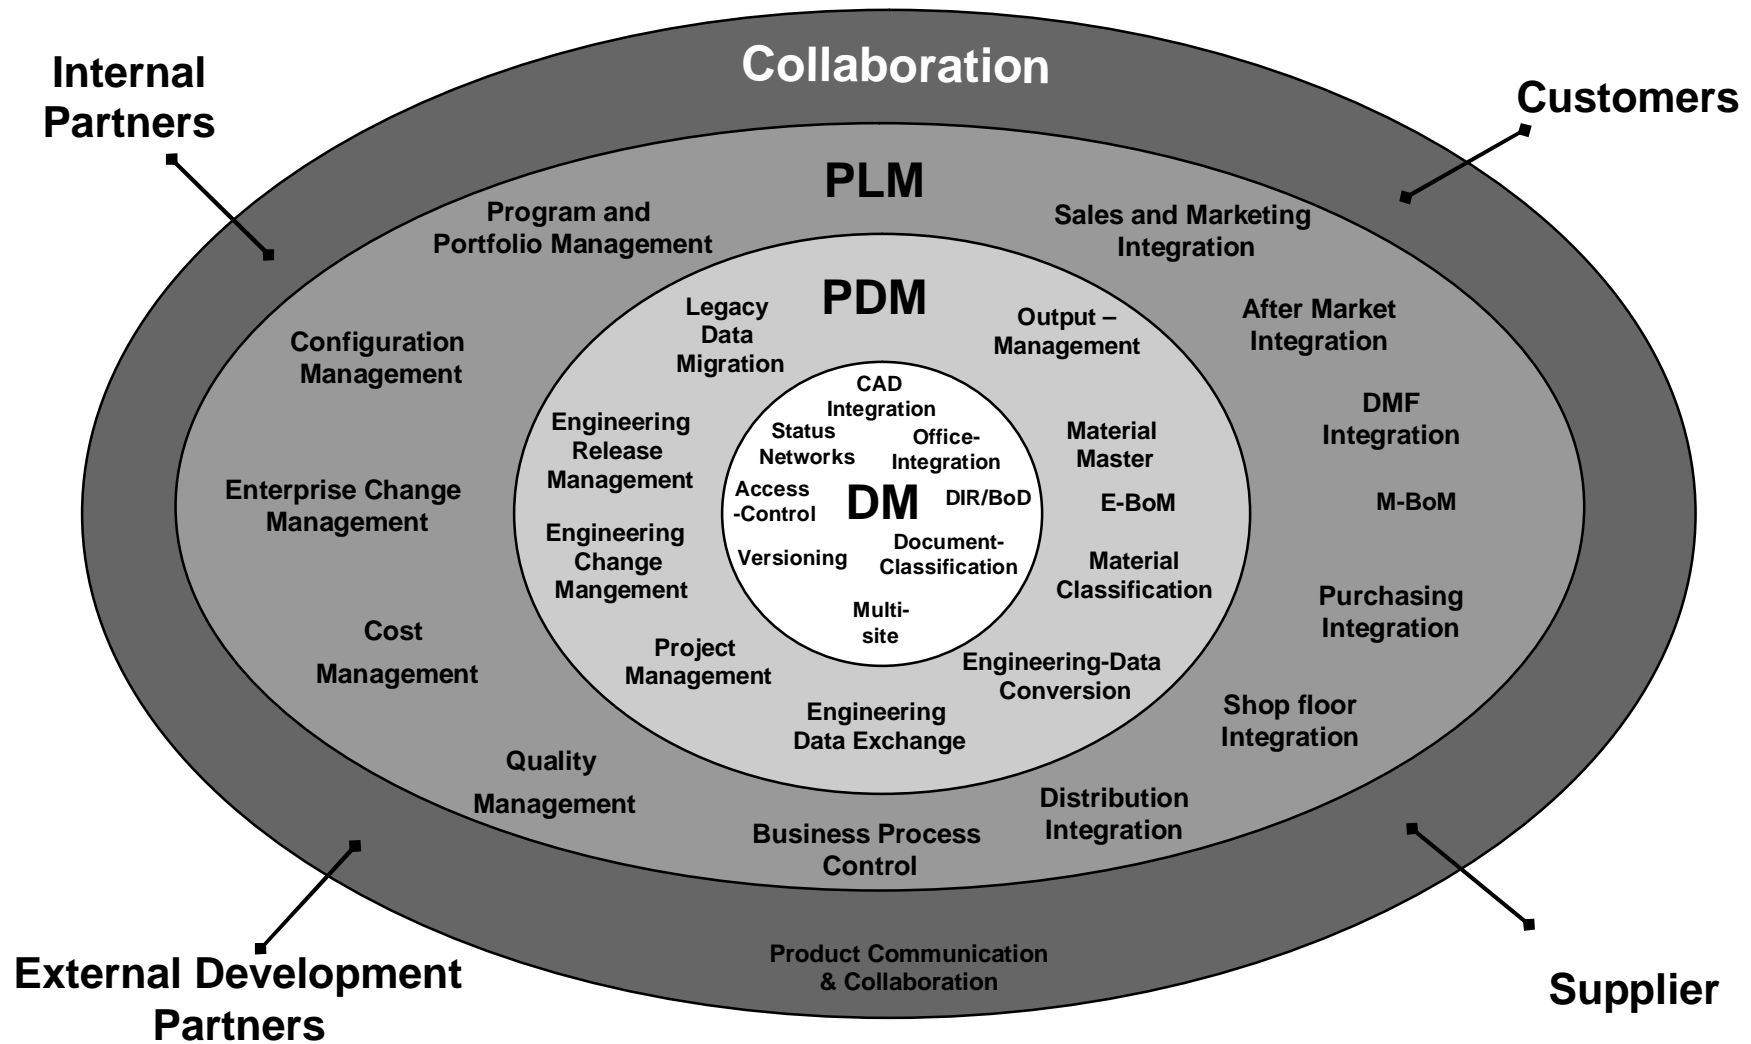 Collaboration
Internal
Partners
Customers
PLM
Program and
Portfolio Management
Sales and Marketing
Integration
Configuration
Management
After Market
Integration
Enterprise Change
Management
DMF
Integration
M-BoM
Cost
Management
Purchasing
Integration
Quality
Management
Shop floor
Integration
Business Process
Control
Distribution
Integration
PDM
Legacy
Data
Migration
Output –
Management
Engineering
Release
Management
Material
Master
E-BoM
Engineering
Change
Mangement
Material
Classification
Project
Management
Engineering-Data
Conversion
Engineering
Data Exchange
CAD
Integration
Status
Networks
Office-
Integration
Access
-Control
DM
DIR/BoD
Versioning
Document-
Classification
Multi-
site
Product Communication
& Collaboration
External Development
Partners
Supplier